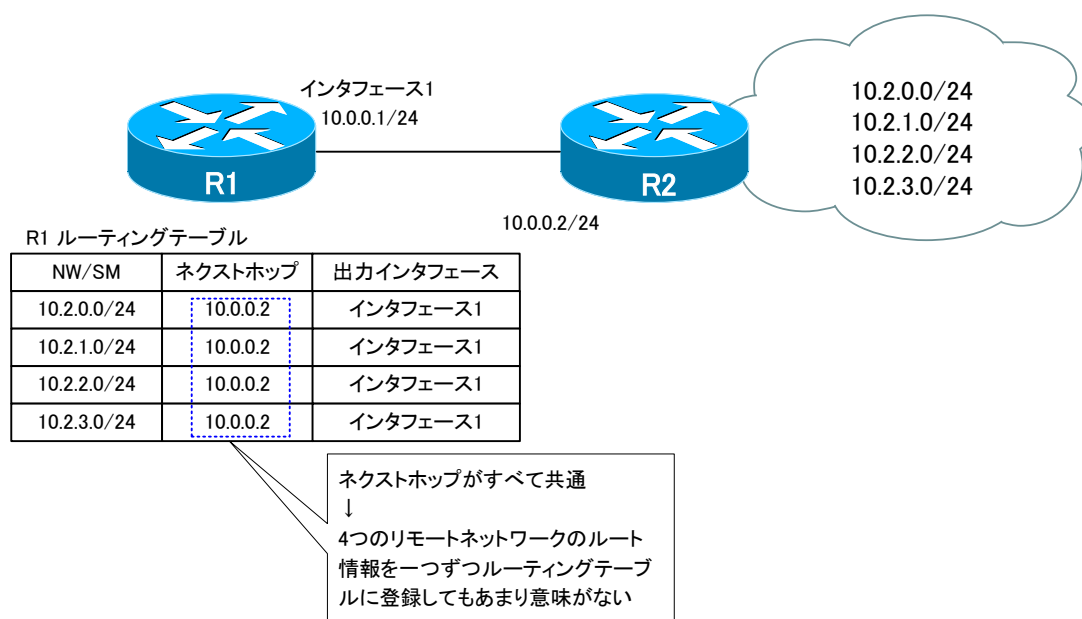 インタフェース1
10.0.0.1/24
R1
R2
10.0.0.2/24
10.2.0.0/24
10.2.1.0/24
10.2.2.0/24
10.2.3.0/24
R1 ルーティングテーブル
NW/SM ネクストホップ 出力インタフェース
10.2.0.0/24 10.0.0.2 インタフェース1
10.2.1.0/24 10.0.0.2 インタフェース1
10.2.2.0/24 10.0.0.2 インタフェース1
10.2.3.0/24 10.0.0.2 インタフェース1
ネクストホップがすべて共通
↓
4つのリモートネットワークのルート
情報を一つずつルーティングテーブ
ルに登録してもあまり意味がない